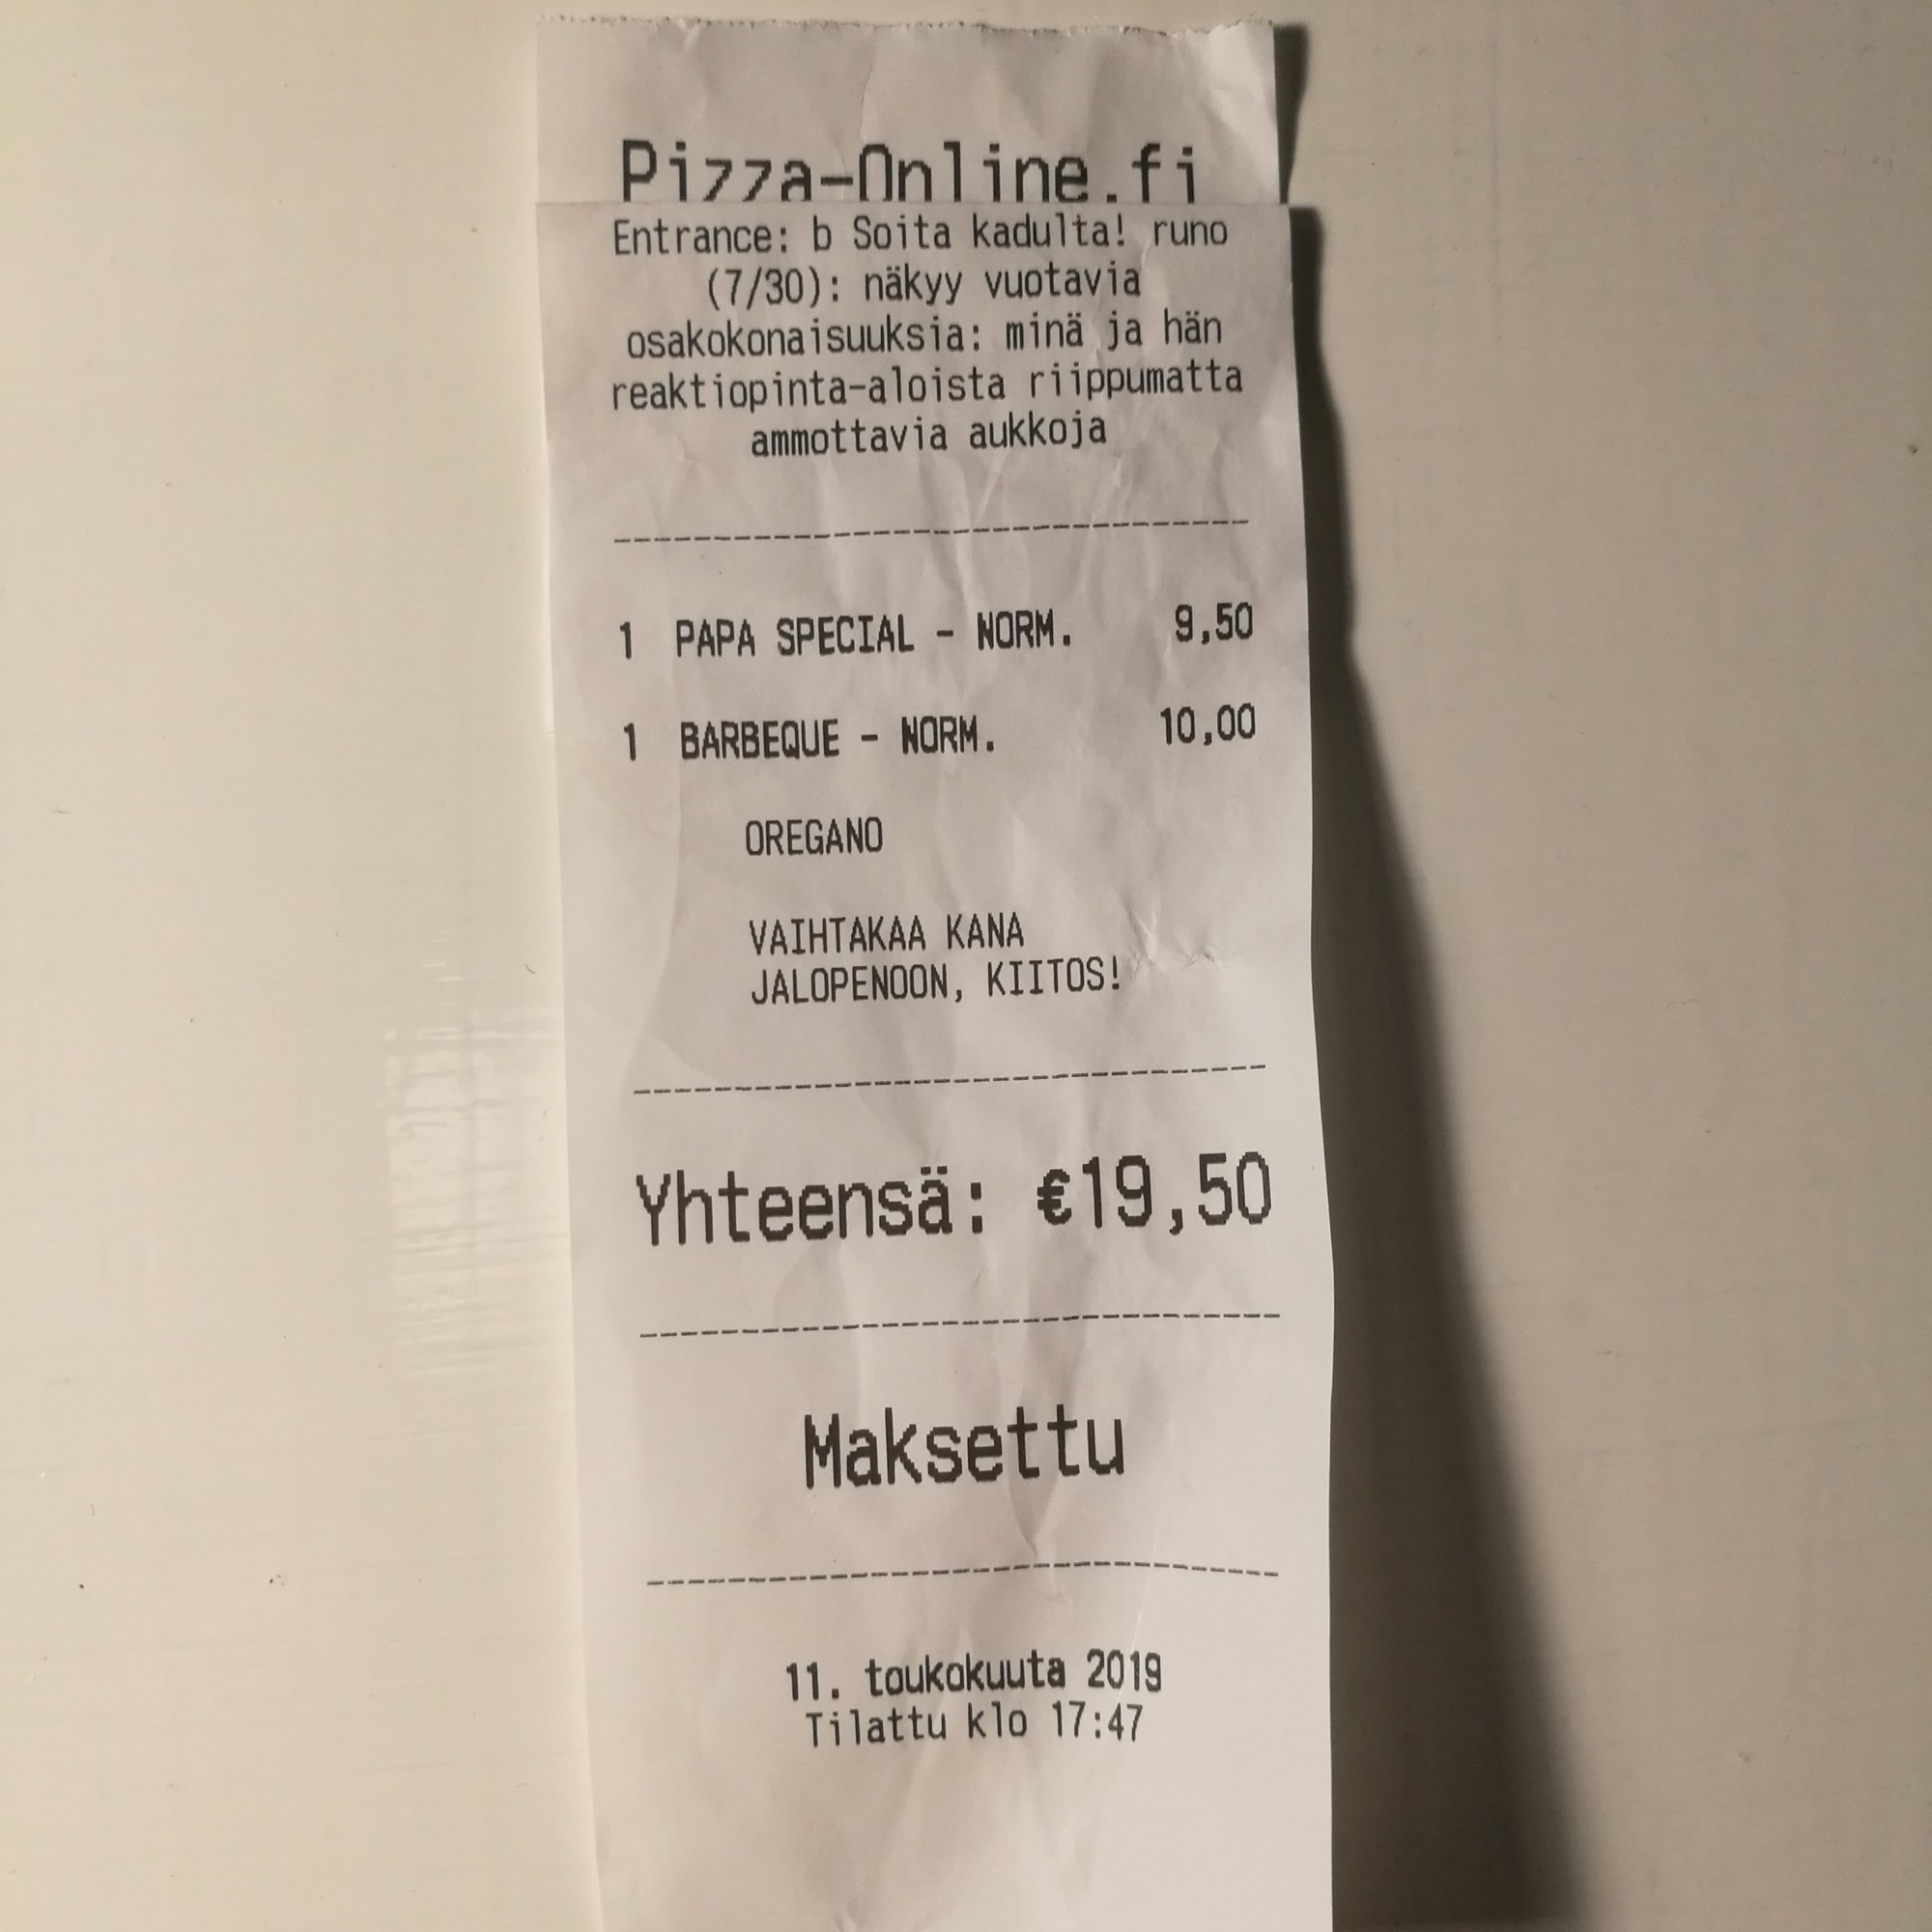 Pizza-Online.fi
Entrance: b Soita kadulta! runo
(7/30): näkyy vuotavia
osakokonaisuuksia: minä ja hän
reaktiopinta-aloista riippumatta
ammottavia aukkoja
1 PAPA SPECIAL - NORM. 9,50
1 BARBEQUE - NORM. 10,00
OREGANO
VAIHTAKAA KANA
JALOPENOON, KIITOS!
Yhteensä: €19,50
Maksettu
11. toukokuuta 2019
Tilattu klo 17:47